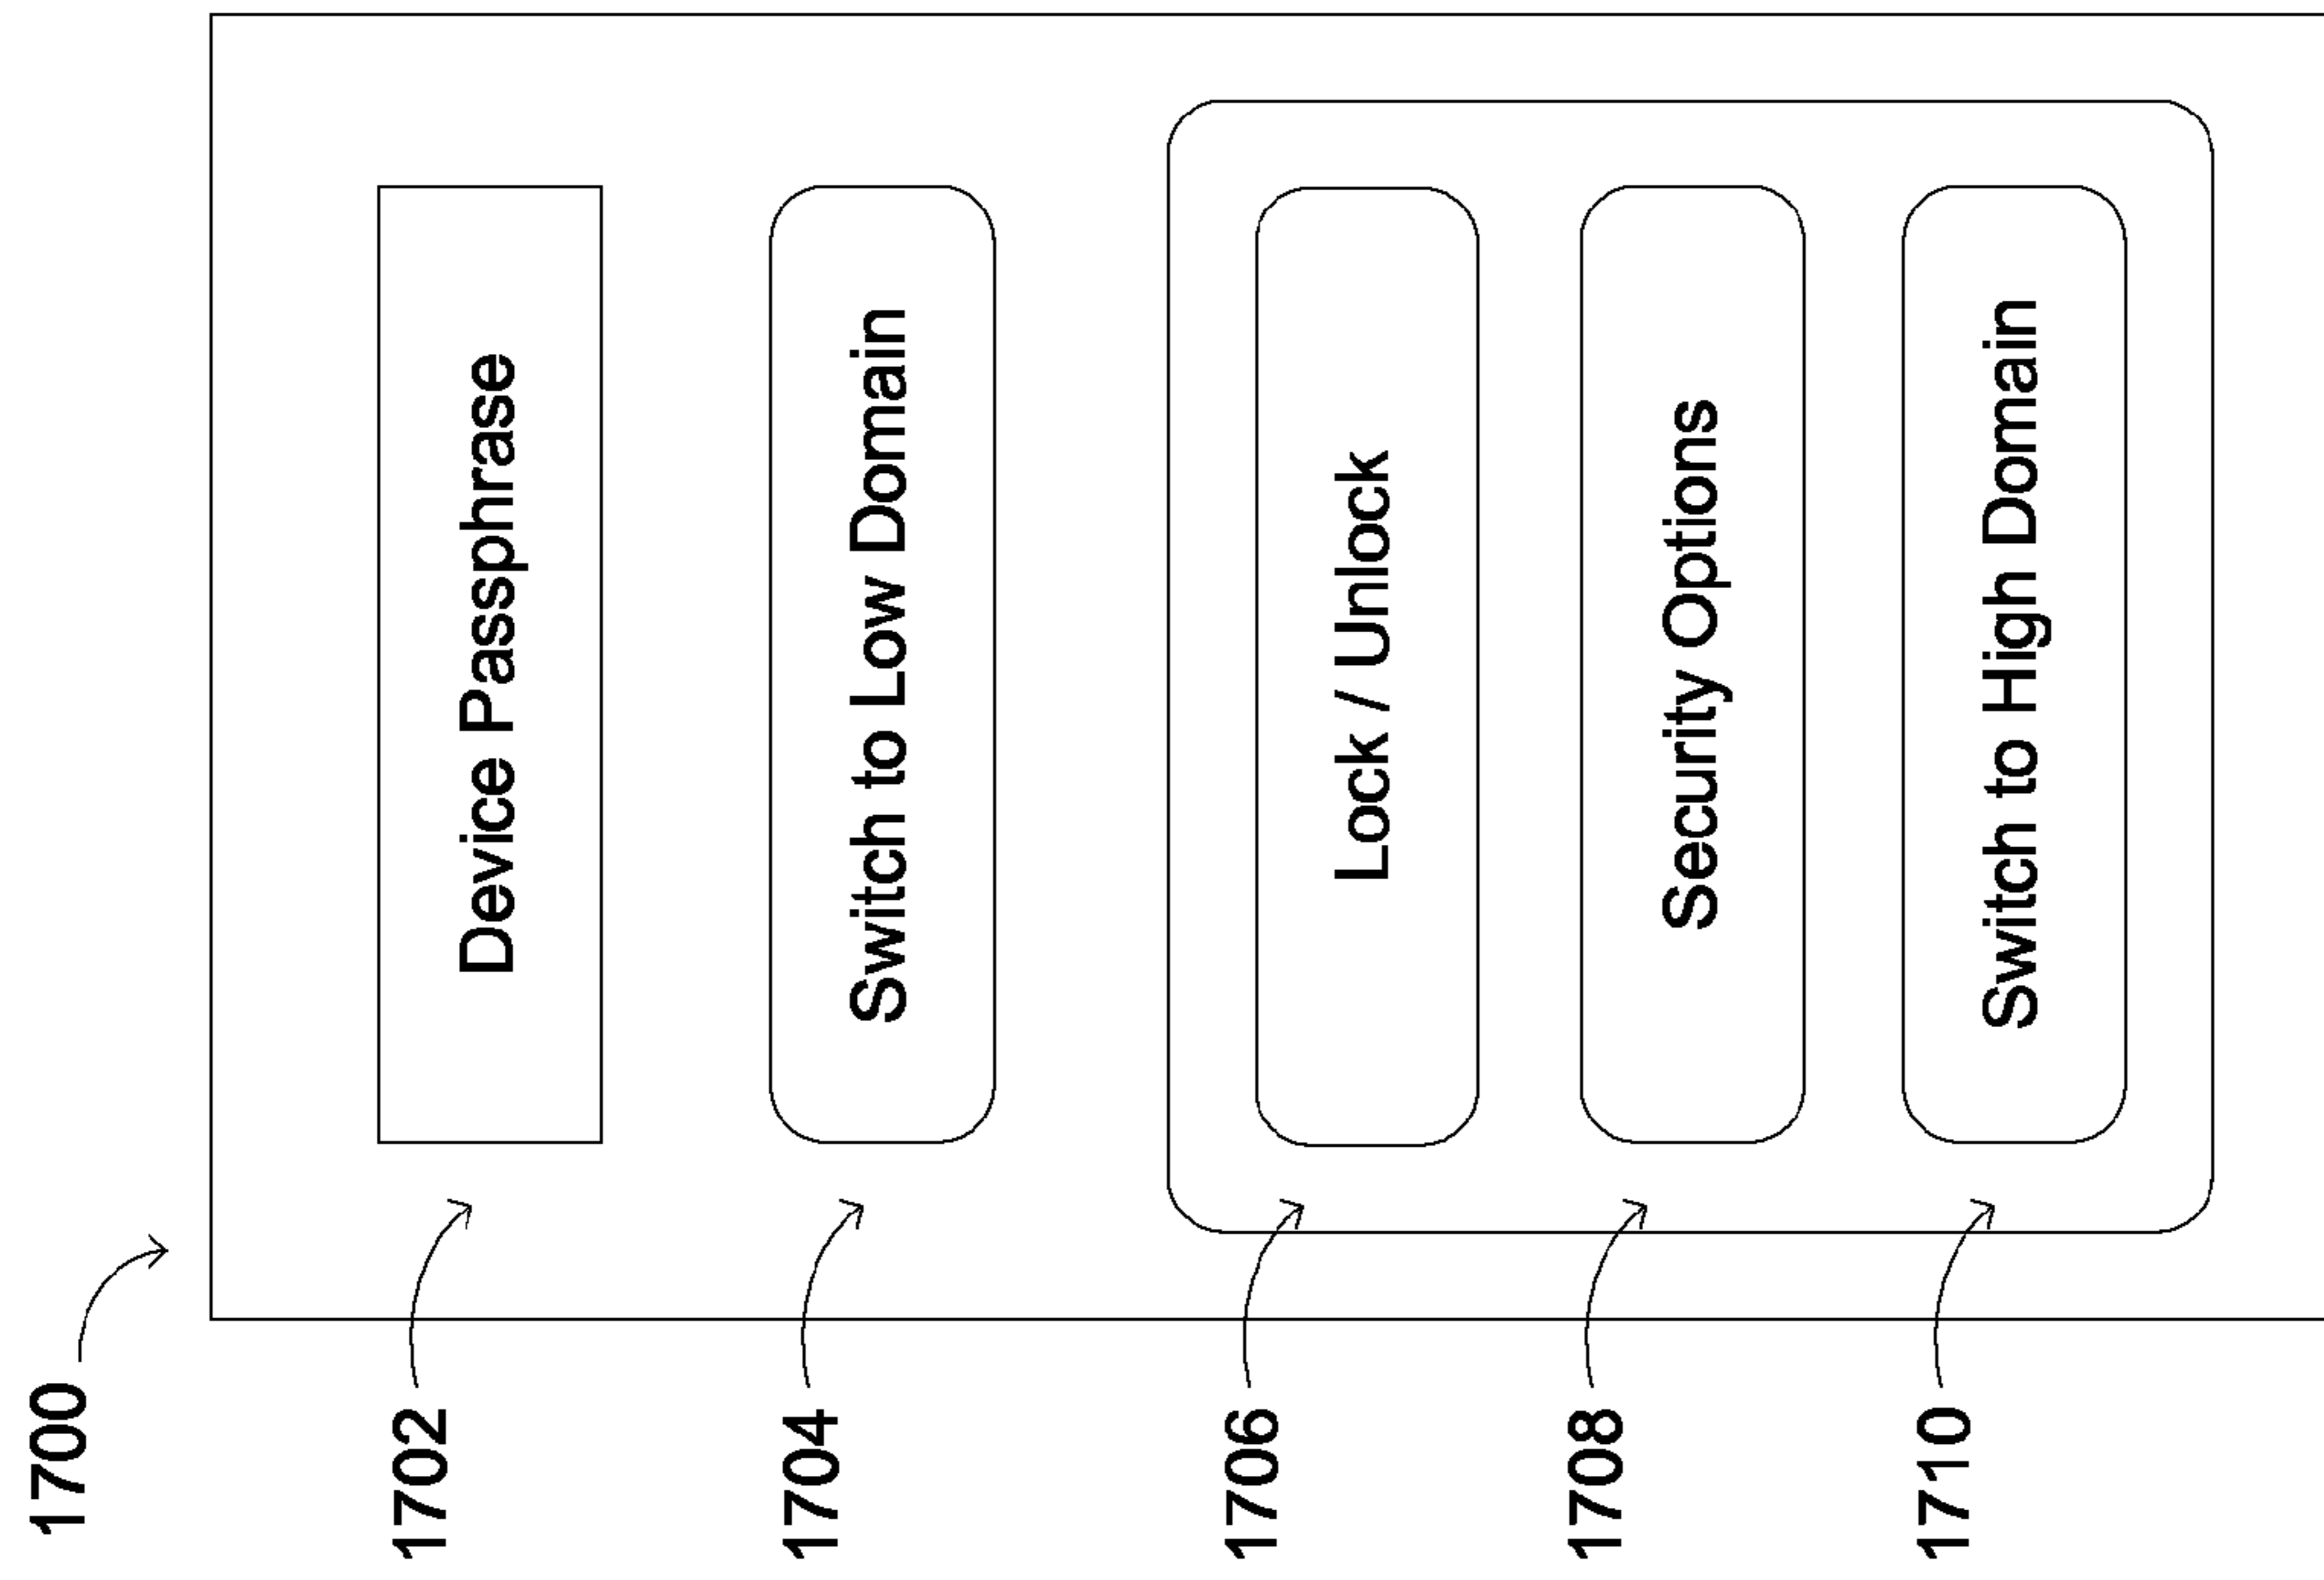 1700
1702
Device Passphrase
1704
Switch to Low Domain
1706
Lock / Unlock
1708
Security Options
1710
Switch to High Domain